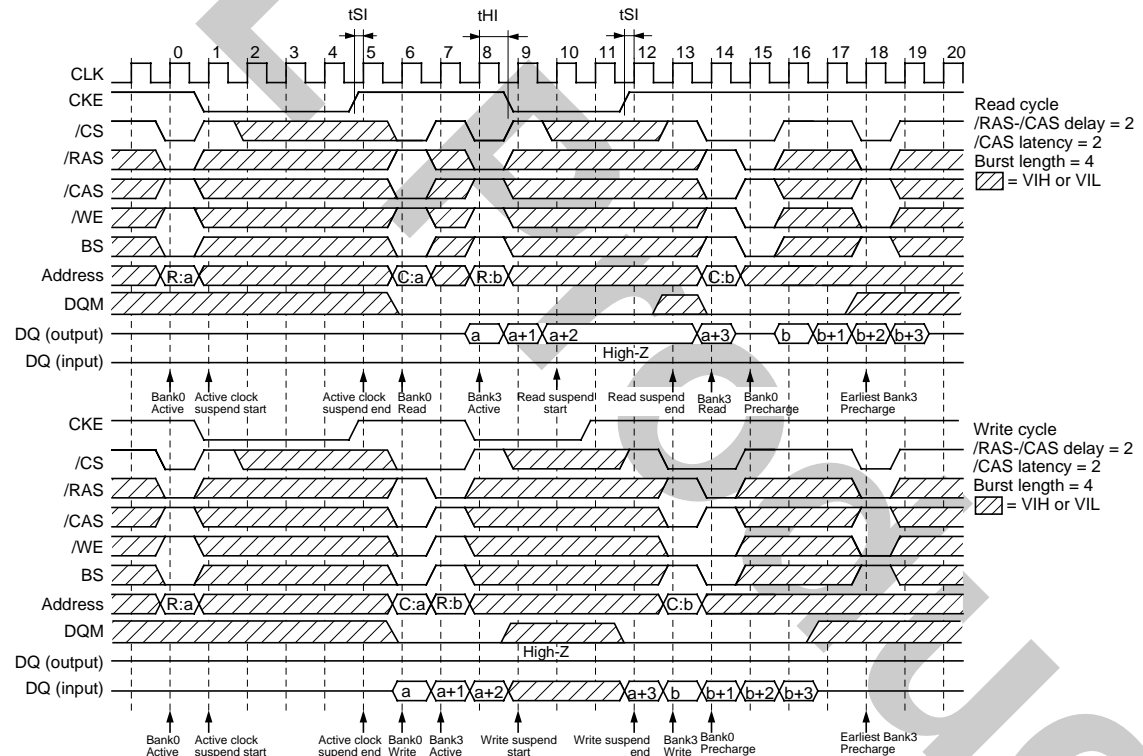 tSI tHI tSI
0 1 2 3 4 5 6 7 8 9 10 11 12 13 14 15 16 17 18 19 20
CLK
CKE
/CS
/RAS
/CAS
/WE
BS
Address R:a C:a R:b C:b
DQM
DQ (output) a a+1 a+2 a+3 b b+1 b+2 b+3
High-Z
DQ (input)
Bank0 Active
Active clock suspend start
Active clock suspend end
Bank0 Read
Bank3 Active
Read suspend start
Read suspend end
Bank3 Read
Bank0 Precharge
Earliest Bank3 Precharge
Read cycle
/RAS-/CAS delay = 2
/CAS latency = 2
Burst length = 4
= VIH or VIL
CKE
/CS
/RAS
/CAS
/WE
BS
Address R:a C:a R:b C:b
DQM
High-Z
DQ (output)
DQ (input) a a+1 a+2 a+3 b b+1 b+2 b+3
Bank0 Active
Active clock supend start
Active clock supend end
Bank0 Write
Bank3 Active
Write suspend start
Write suspend end
Bank3 Write
Bank0 Precharge
Earliest Bank3 Precharge
Write cycle
/RAS-/CAS delay = 2
/CAS latency = 2
Burst length = 4
= VIH or VIL